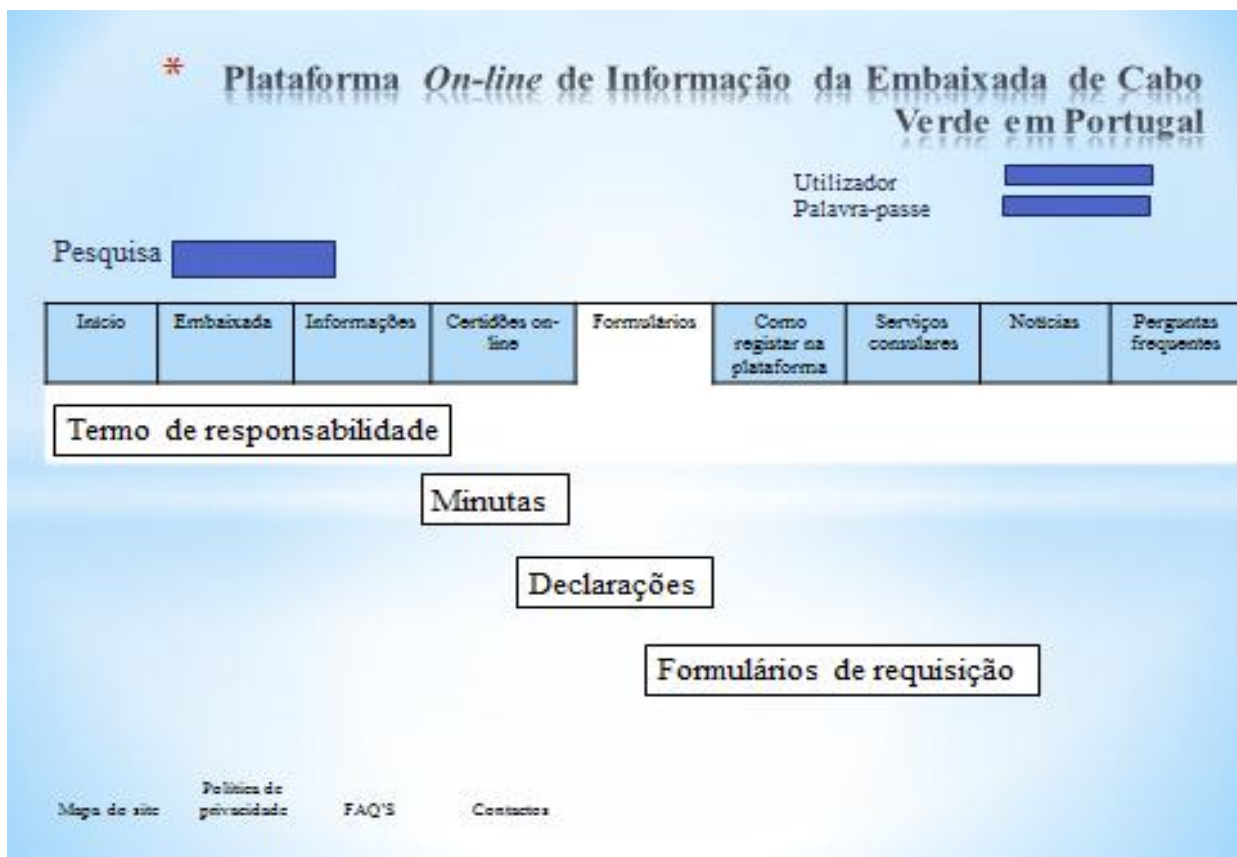 * Plataforma On-line de Informação da Embaixada de Cabo
Verde em Portugal
Utilizador
Palavra-passe
Pesquisa
Início
Embaixada
Informações
Certidões on-
line
Formulários
Como
registar na
plataforma
Serviços
consulares
Notícias
Perguntas
frequentes
Termo de responsabilidade
Minutas
Declarações
Formulários de requisição
Mapa do site
Política de
privacidade
FAQ'S
Contactos